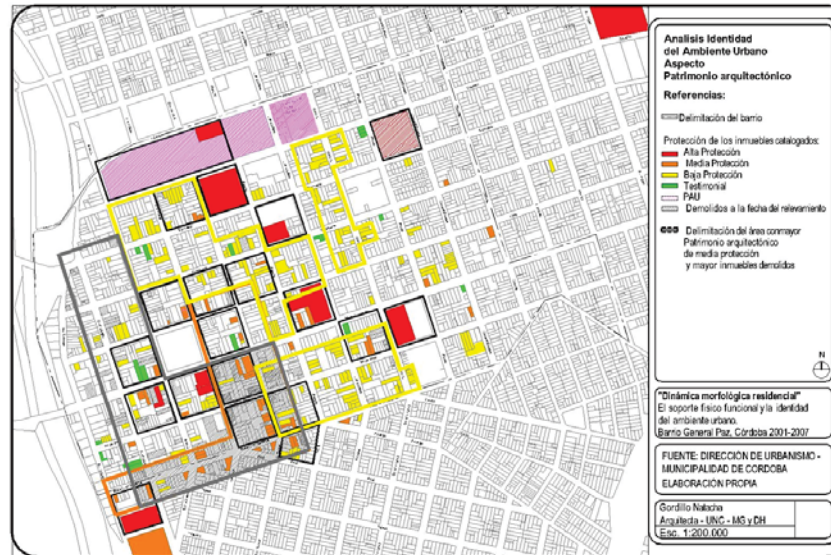 Analisis Identidad
del Ambiente Urbano
Aspecto
Patrimonio arquitectónico
Referencias:
Delimitación del barrio
Protección de los inmuebles catalogados:
Alta Protección
Media Protección
Baja Protección
Testimonial
PAU
Demolidos a la fecha del relevamiento
Delimitación del área conmayor
Patrimonio arquitectónico
de media protección
y mayor inmuebles demolidos
N
"Dinámica morfológica residencial"
El soporte físico funcional y la identidad
del ambiente urbano.
Barrio General Paz, Córdoba 2001-2007
FUENTE: DIRECCIÓN DE URBANISMO -
MUNICIPALIDAD DE CORDOBA
ELABORACIÓN PROPIA
Gordillo Natacha
Arquitecta - UNC - MG y DH
Esc. 1:200.000